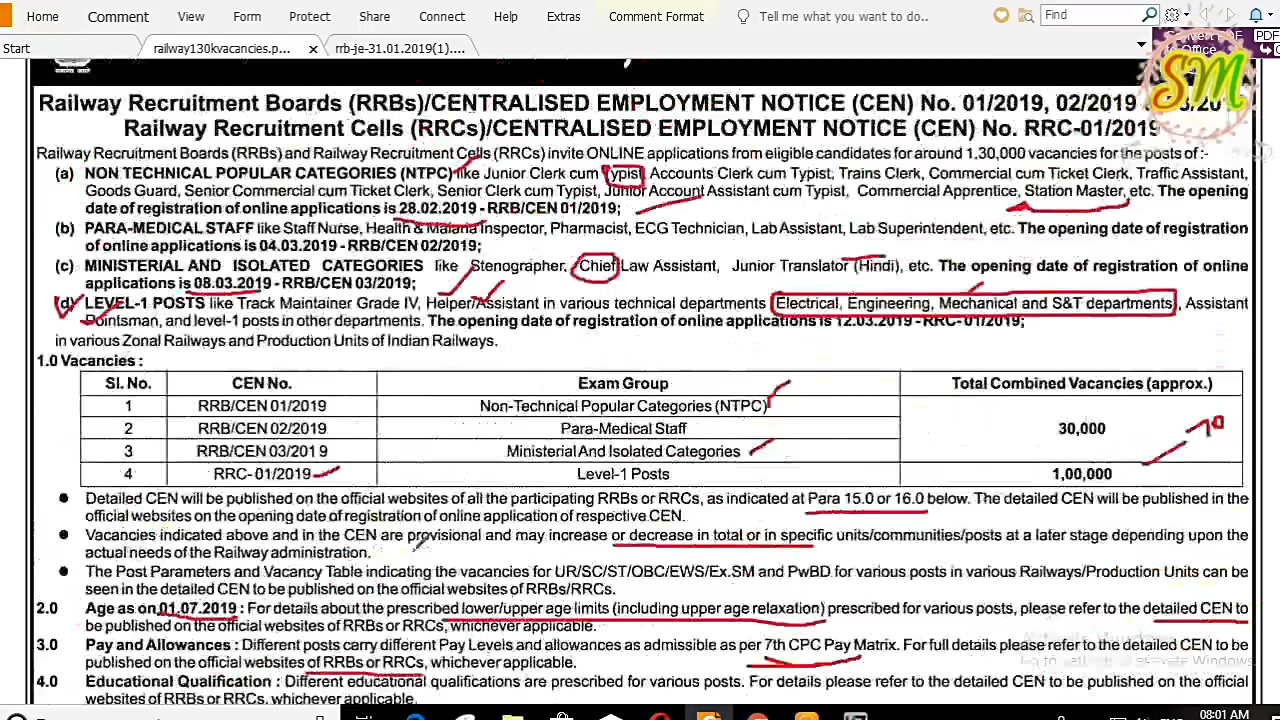 Home Comment View Form Protect Share Connect Help Extras Comment Format Tell me what you want to do.. Find
Start railway130kvacancies.p... x rrb-je-31.01.2019(1)....
PDF
to Office
SM
Railway Recruitment Boards (RRBs)/CENTRALISED EMPLOYMENT NOTICE (CEN) No. 01/2019, 02/2019
Railway Recruitment Cells (RRCs)/CENTRALISED EMPLOYMENT NOTICE (CEN) No. RRC-01/2019
Railway Recruitment Boards (RRBs) and Railway Recruitment Cells (RRCs) invite ONLINE applications from eligible candidates for around 1,30,000 vacancies for the posts of :-
(a) NON TECHNICAL POPULAR CATEGORIES (NTPC) like Junior Clerk cum Typist, Accounts Clerk cum Typist, Trains Clerk, Commercial cum Ticket Clerk, Traffic Assistant,
Goods Guard, Senior Commercial cum Ticket Clerk, Senior Clerk cum Typist, Junior Account Assistant cum Typist, Commercial Apprentice, Station Master, etc. The opening
date of registration of online applications is 28.02.2019 - RRB/CEN 01/2019;
(b) PARA-MEDICAL STAFF like Staff Nurse, Health & Malaria Inspector, Pharmacist, ECG Technician, Lab Assistant, Lab Superintendent, etc. The opening date of registration
of online applications is 04.03.2019 - RRB/CEN 02/2019;
(c) MINISTERIAL AND ISOLATED CATEGORIES like Stenographer, Chief Law Assistant, Junior Translator (Hindi), etc. The opening date of registration of online
applications is 08.03.2019 - RRB/CEN 03/2019;
(d) LEVEL-1 POSTS like Track Maintainer Grade IV, Helper/Assistant in various technical departments (Electrical, Engineering, Mechanical and S&T departments), Assistant
Pointsman, and level-1 posts in other departments. The opening date of registration of online applications is 12.03.2019 - RRC- 01/2019;
in various Zonal Railways and Production Units of Indian Railways.
1.0 Vacancies :
Sl. No. CEN No. Exam Group Total Combined Vacancies (approx.)
1 RRB/CEN 01/2019 Non-Technical Popular Categories (NTPC)
2 RRB/CEN 02/2019 Para-Medical Staff 30,000
3 RRB/CEN 03/2019 Ministerial And Isolated Categories
4 RRC- 01/2019 Level-1 Posts 1,00,000
• Detailed CEN will be published on the official websites of all the participating RRBs or RRCs, as indicated at Para 15.0 or 16.0 below. The detailed CEN will be published in the
official websites on the opening date of registration of online application of respective CEN.
• Vacancies indicated above and in the CEN are provisional and may increase or decrease in total or in specific units/communities/posts at a later stage depending upon the
actual needs of the Railway administration.
• The Post Parameters and Vacancy Table indicating the vacancies for UR/SC/ST/OBC/EWS/Ex.SM and PwBD for various posts in various Railways/Production Units can be
seen in the detailed CEN to be published on the official websites of RRBs/RRCs.
2.0 Age as on 01.07.2019 : For details about the prescribed lower/upper age limits (including upper age relaxation) prescribed for various posts, please refer to the detailed CEN to
be published on the official websites of RRBs or RRCs, whichever applicable.
3.0 Pay and Allowances : Different posts carry different Pay Levels and allowances as admissible as per 7th CPC Pay Matrix. For full details please refer to the detailed CEN to be
published on the official websites of RRBs or RRCs, whichever applicable.
4.0 Educational Qualification : Different educational qualifications are prescribed for various posts. For details please refer to the detailed CEN to be published on the official
websites of RRBs or RRCs, whichever applicable.
08:01 AM